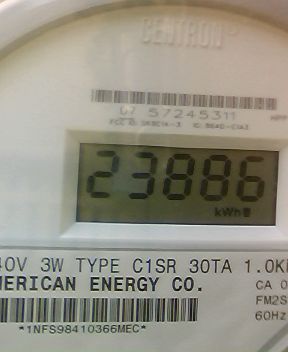 CENTRON
57245311
23886
kWh
40V 3W TYPE C1SR 30TA 1.0K
MERICAN ENERGY CO.
CA 0
FM2S
60Hz
*1NFS98410366MEC*